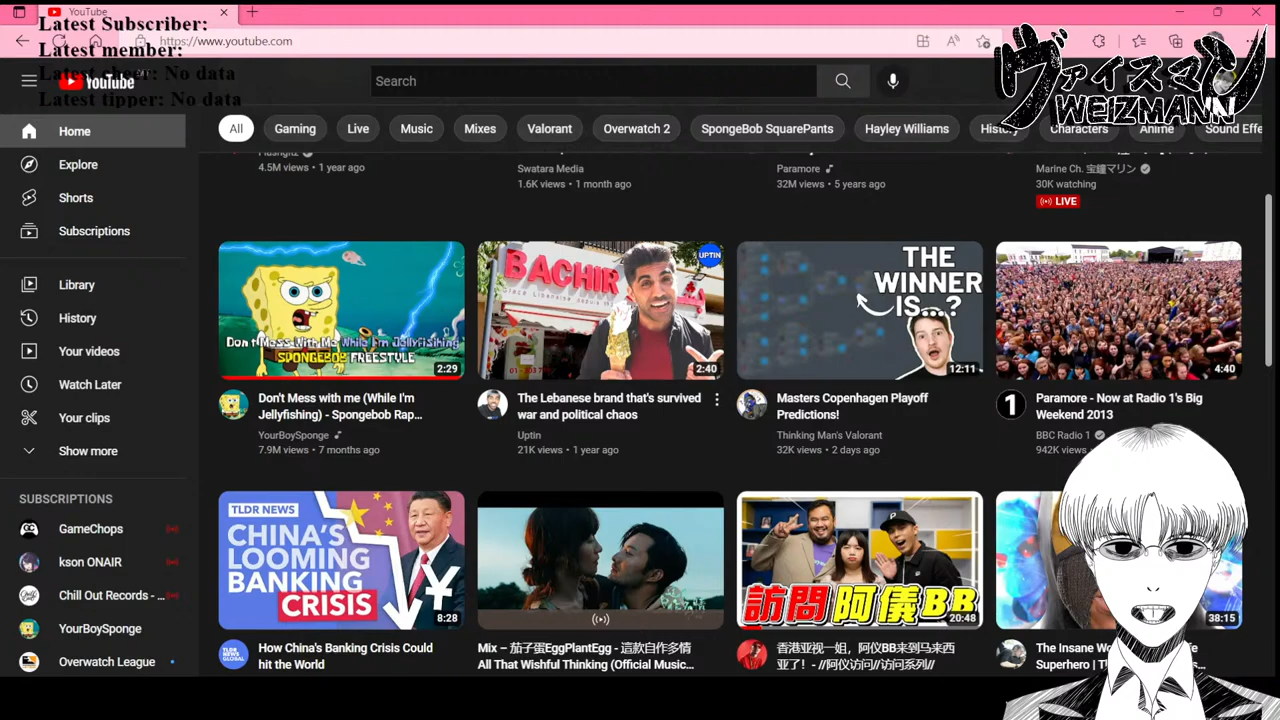 YouTube
Latest Subscriber:
https://www.youtube.com
Latest member:
Latest cheer: No data
YouTube
Search
Latest tipper: No data
ヴァイスマン
WEIZMANN
Home
All
Gaming
Live
Music
Mixes
Valorant
Overwatch 2
SpongeBob SquarePants
Hayley Williams
History
Characters
Anime
Sound Effe
Explore
Shorts
Subscriptions
Library
History
Your videos
Watch Later
Your clips
Show more
SUBSCRIPTIONS
GameChops
kson ONAIR
Chill Out Records - ...
YourBoySponge
Overwatch League
4.5M views • 1 year ago
Swatara Media
1.6K views • 1 month ago
Paramore
32M views • 5 years ago
Marine Ch. 宝鐘マリン
30K watching
LIVE
Don't Mess With Me While I'm Jellyfishing
SPONGEBOB FREESTYLE
2:29
Don't Mess with me (While I'm
Jellyfishing) - Spongebob Rap...
YourBoySponge
7.9M views • 7 months ago
BACHIR
UPTIN
2:40
The Lebanese brand that's survived
war and political chaos
Uptin
21K views • 1 year ago
THE
WINNER
IS...?
12:11
Masters Copenhagen Playoff
Predictions!
Thinking Man's Valorant
32K views • 2 days ago
4:40
1
Paramore - Now at Radio 1's Big
Weekend 2013
BBC Radio 1
942K views
TLDR NEWS
CHINA'S
LOOMING
BANKING
CRISIS
8:28
TLDR NEWS
GLOBAL
How China's Banking Crisis Could
hit the World
Mix – 茄子蛋EggPlantEgg - 這款自作多情
All That Wishful Thinking (Official Music...
訪問阿儀BB
20:48
香港亚视一姐，阿仪BB来到马来西
亚了！- //阿仪访问//访问系列//
38:15
The Insane Wo
Superhero | T